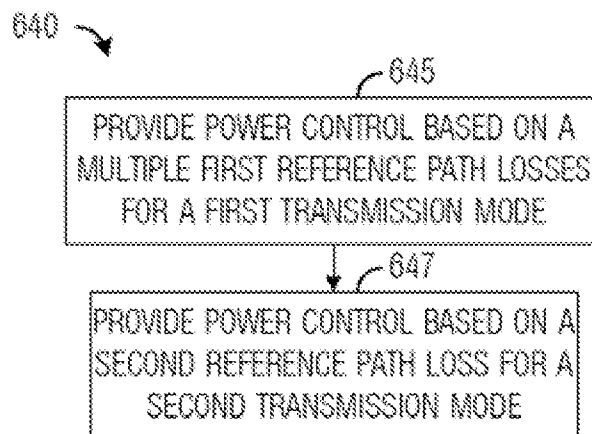 640
645
PROVIDE POWER CONTROL BASED ON A
MULTIPLE FIRST REFERENCE PATH LOSSES
FOR A FIRST TRANSMISSION MODE
647
PROVIDE POWER CONTROL BASED ON A
SECOND REFERENCE PATH LOSS FOR A
SECOND TRANSMISSION MODE